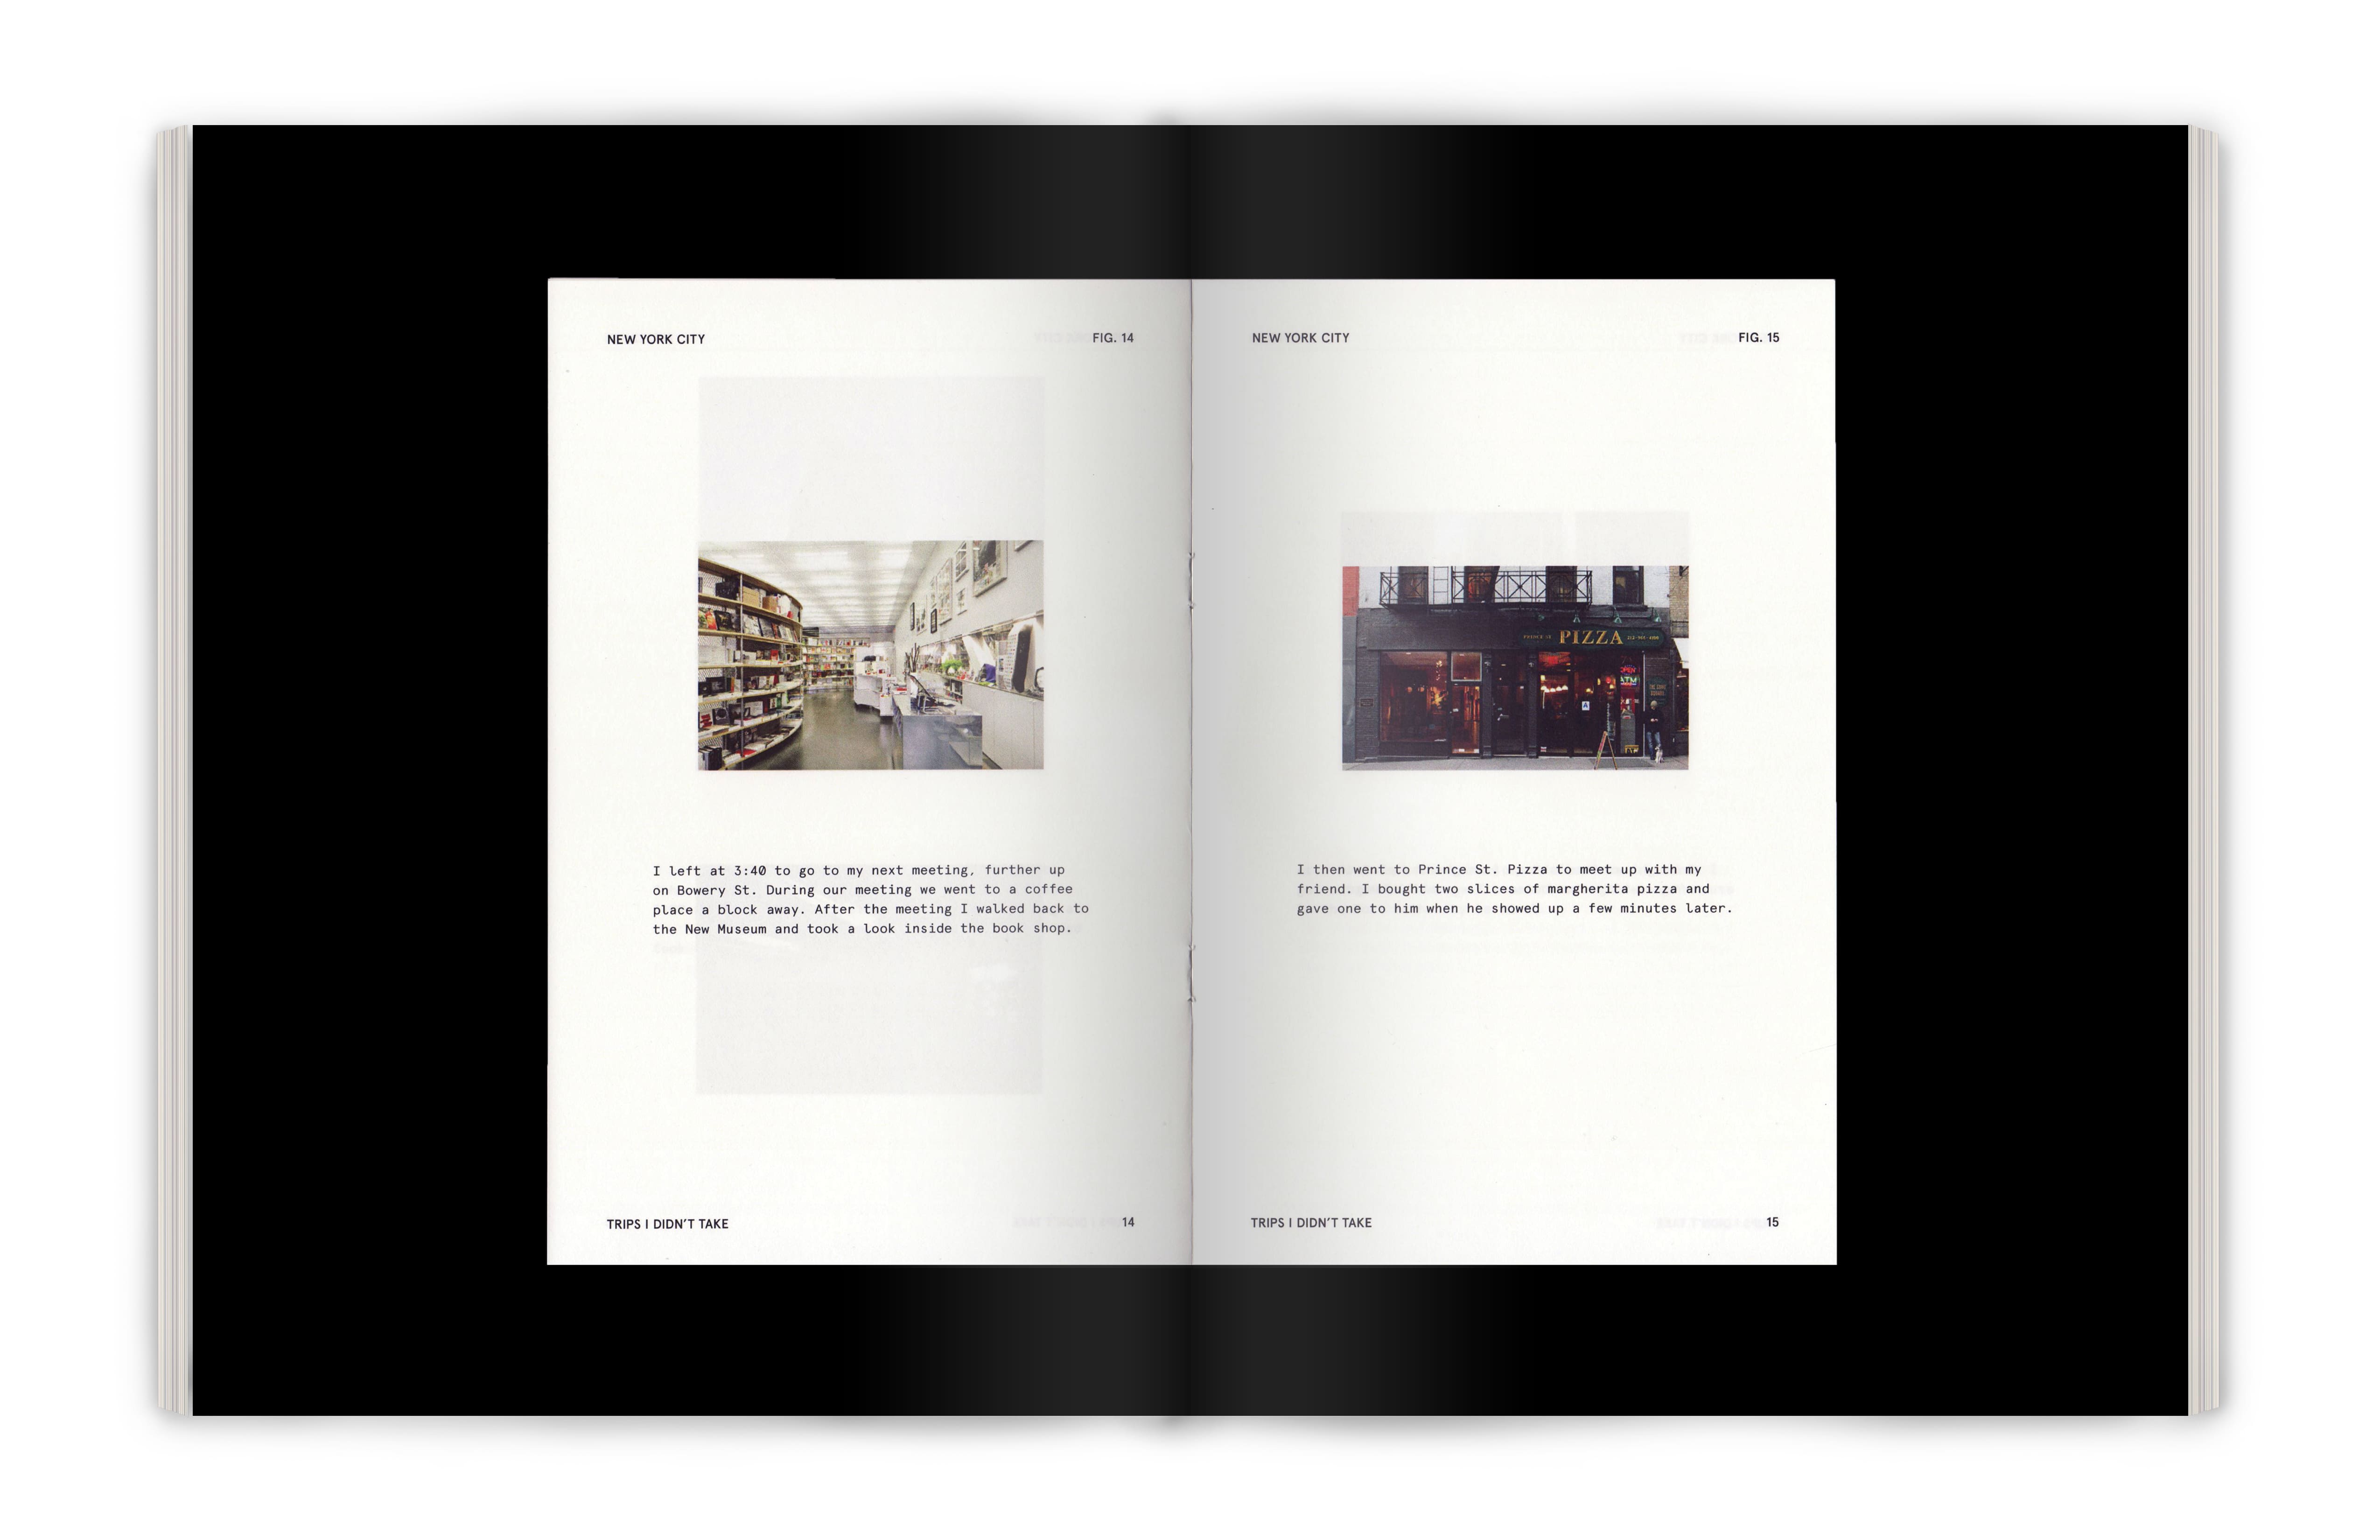 NEW YORK CITY
FIG. 14
I left at 3:40 to go to my next meeting, further up
on Bowery St. During our meeting we went to a coffee
place a block away. After the meeting I walked back to
the New Museum and took a look inside the book shop.
TRIPS I DIDN'T TAKE
14
NEW YORK CITY
FIG. 15
PRINCE ST. PIZZA
OPEN
ATM
A
I then went to Prince St. Pizza to meet up with my
friend. I bought two slices of margherita pizza and
gave one to him when he showed up a few minutes later.
TRIPS I DIDN'T TAKE
15